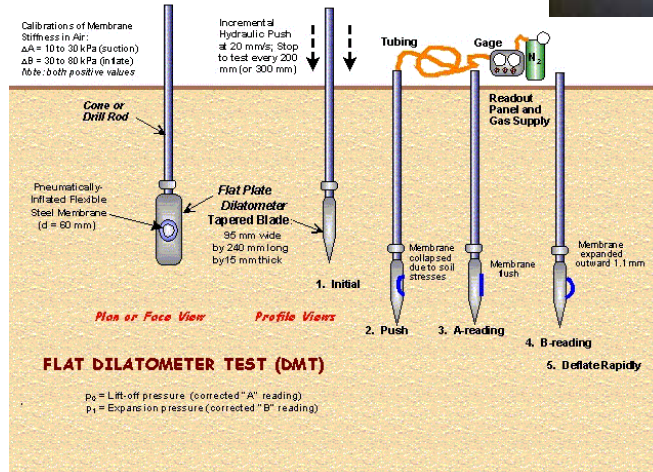 Calibrations of Membrane
Stiffness in Air:
ΔA = 10 to 30 kPa (suction)
ΔB = 30 to 80 kPa (inflate)
Note: both positive values
Incremental
Hydraulic Push
at 20 mm/s; Stop
to test every 200
mm (or 300 mm)
Tubing
Gage
N2
Readout
Panel and
Gas Supply
Cone or
Drill Rod
Pneumatically-
Inflated Flexible
Steel Membrane
(d = 60 mm)
Flat Plate
Dilatometer
Tapered Blade:
95 mm wide
by 240 mm long
by 15 mm thick
1. Initial
Membrane
collapsed
due to soil
stresses
Membrane
flush
Membrane
expanded
outward 1.1 mm
Plan or Face View
Profile Views
2. Push
3. A-reading
4. B-reading
5. Deflate Rapidly
FLAT DILATOMETER TEST (DMT)
p0 = Lift-off pressure (corrected "A" reading)
p1 = Expansion pressure (corrected "B" reading)